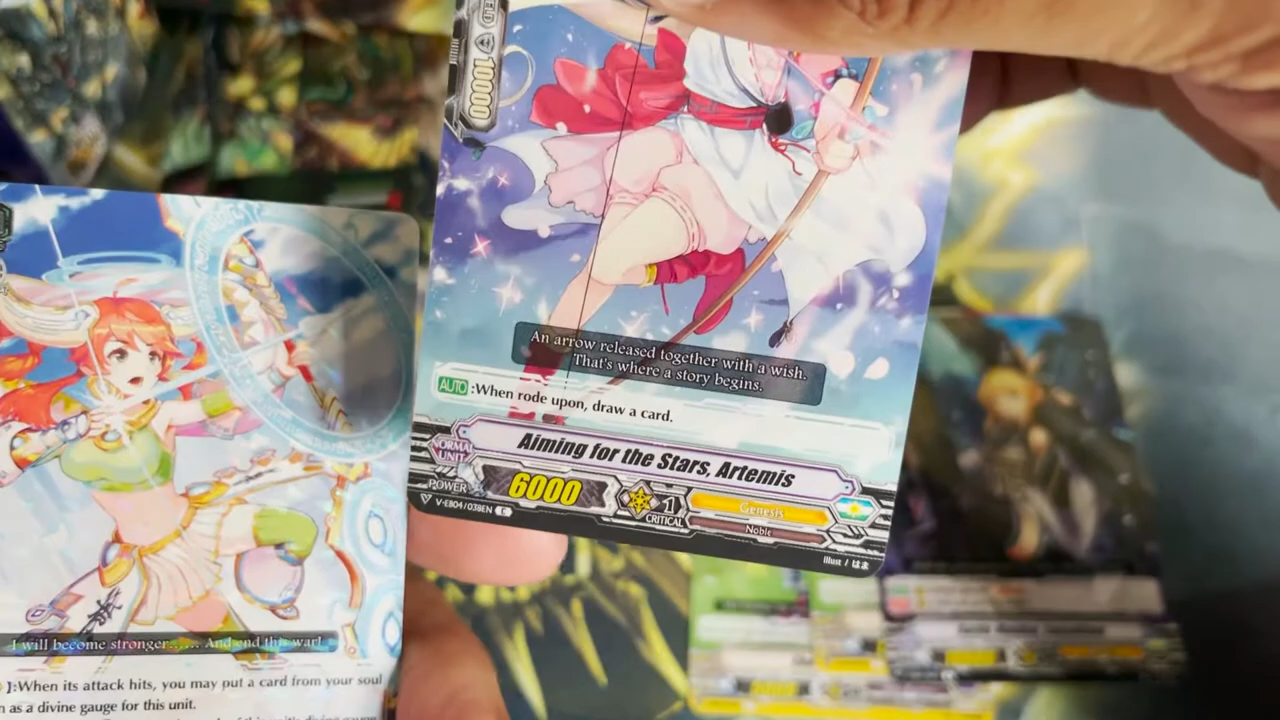 10000
An arrow released together with a wish.
That's where a story begins.
AUTO :When rode upon, draw a card.
NORMAL UNIT
Aiming for the Stars, Artemis
POWER 6000
1 CRITICAL
Genesis
Noble
V-EB04/038EN C
illust / はま
I will become stronger...... And end this war!
]:When its attack hits, you may put a card from your soul
as a divine gauge for this unit.